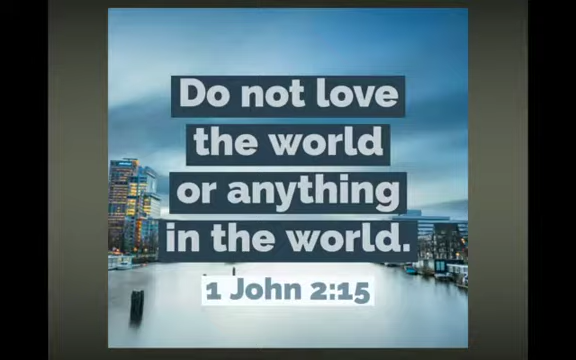 Do not love
the world
or anything
in the world.
1 John 2:15